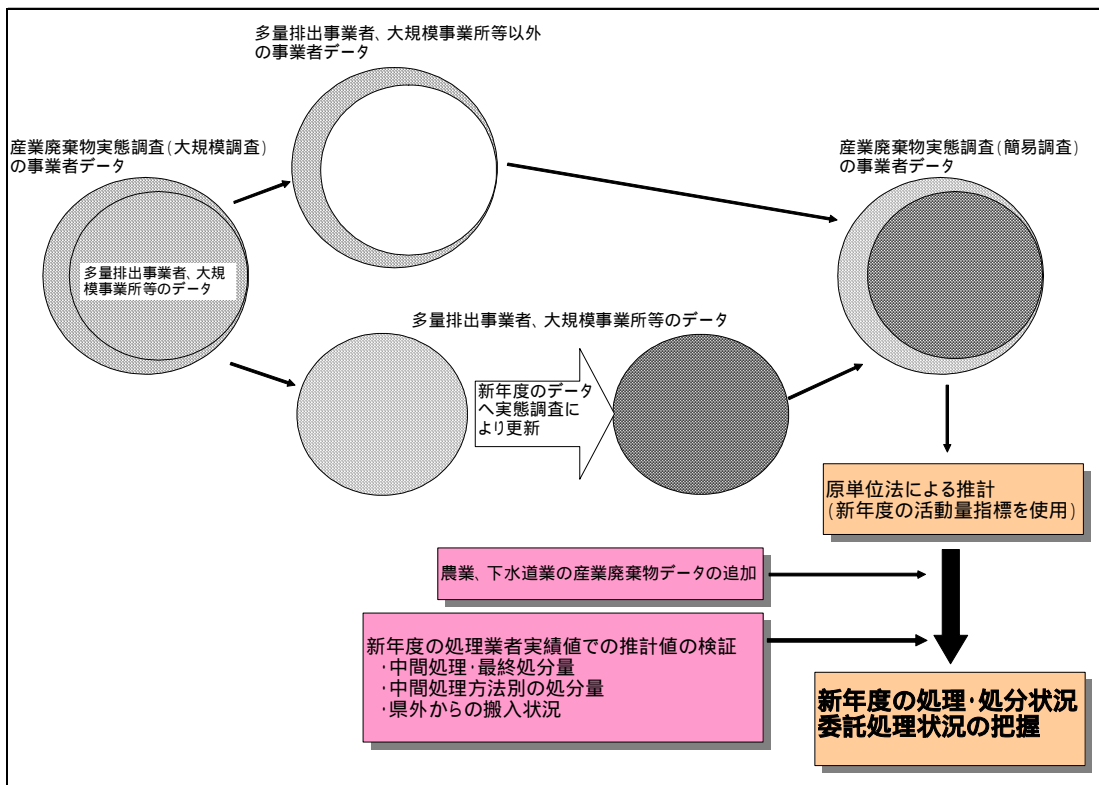 多量排出事業者、大規模事業所等以外
の事業者データ
産業廃棄物実態調査(大規模調査)
の事業者データ
多量排出事業者、大規
模事業所等のデータ
産業廃棄物実態調査(簡易調査)
の事業者データ
多量排出事業者、大規模事業所等のデータ
新年度のデータ
へ実態調査に
より更新
原単位法による推計
(新年度の活動量指標を使用)
農業、下水道業の産業廃棄物データの追加
新年度の処理業者実績値での推計値の検証
・中間処理・最終処分量
・中間処理方法別の処分量
・県外からの搬入状況
新年度の処理・処分状況
委託処理状況の把握